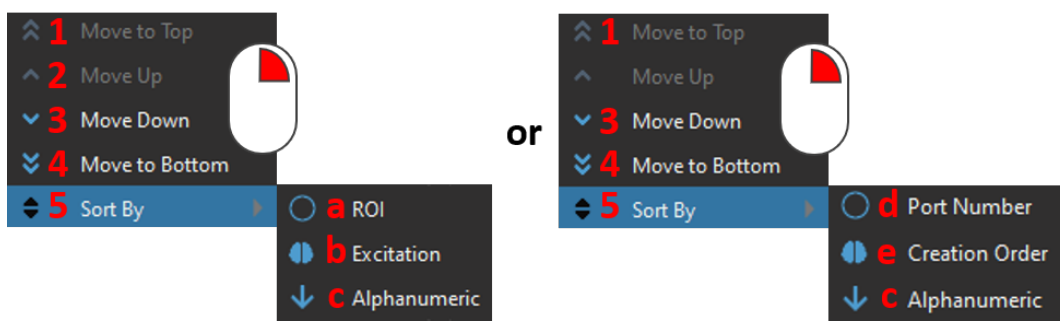 1 Move to Top
2 Move Up
3 Move Down
4 Move to Bottom
5 Sort By
a ROI
b Excitation
c Alphanumeric
or
1 Move to Top
Move Up
3 Move Down
4 Move to Bottom
5 Sort By
d Port Number
e Creation Order
c Alphanumeric